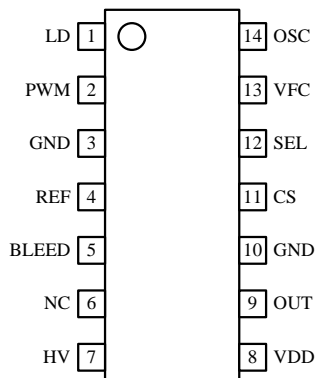 LD 1 14 OSC
PWM 2 13 VFC
GND 3 12 SEL
REF 4 11 CS
BLEED 5 10 GND
NC 6 9 OUT
HV 7 8 VDD